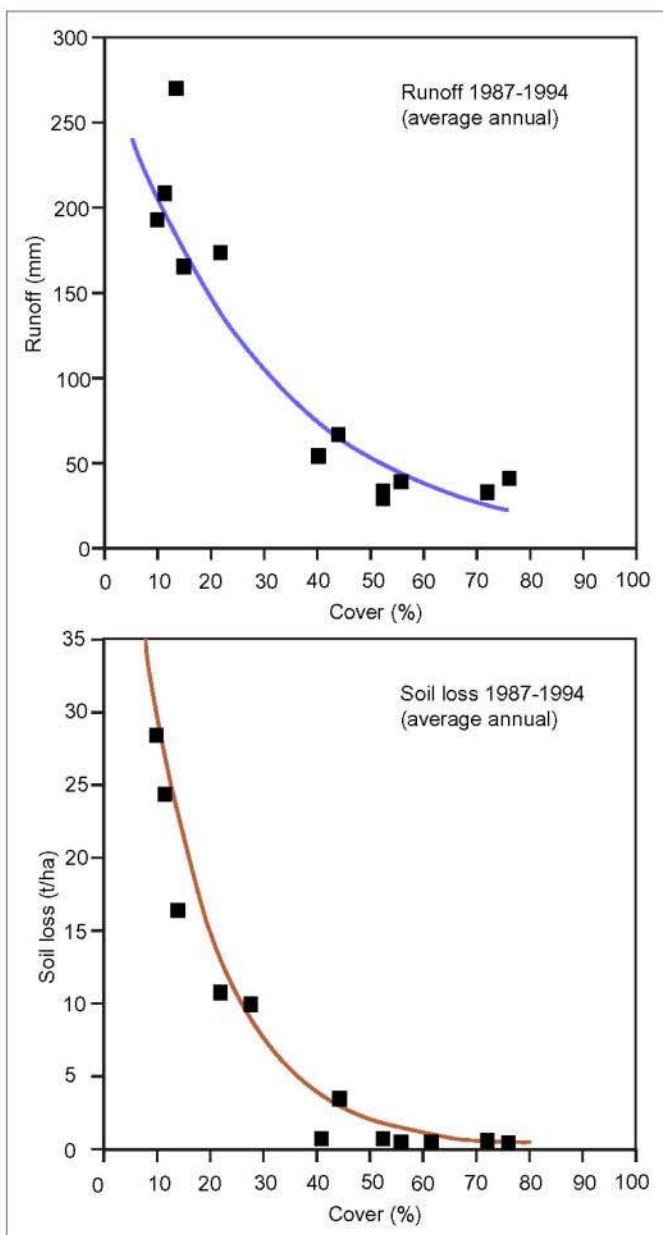 300
250
200
150
100
50
0
Runoff (mm)
Runoff 1987-1994
(average annual)
0 10 20 30 40 50 60 70 80 90 100
Cover (%)
35
30
25
20
15
10
5
0
Soil loss (t/ha)
Soil loss 1987-1994
(average annual)
0 10 20 30 40 50 60 70 80 90 100
Cover (%)